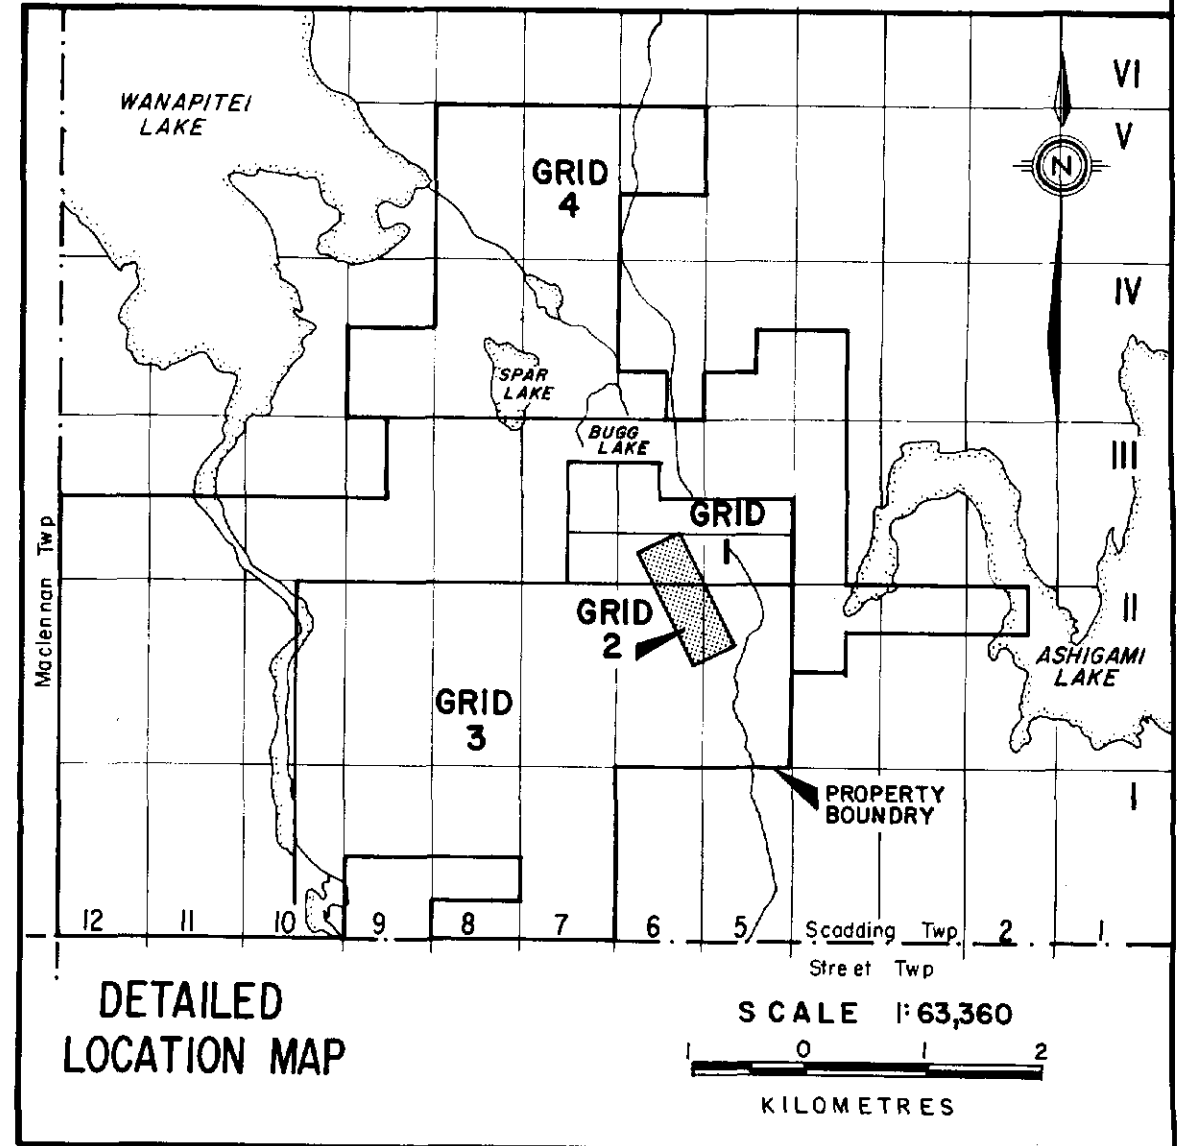 VI
WANAPITEI
LAKE
V
N
GRID
4
IV
SPAR
LAKE
BUGG
LAKE
III
GRID
1
Maclennan Twp
GRID
2
II
ASHIGAMI
LAKE
GRID
3
PROPERTY
BOUNDRY
I
12 11 10 9 8 7 6 5 Scadding Twp 2 1
Street Twp
DETAILED
LOCATION MAP
SCALE 1:63,360
1 0 1 2
KILOMETRES